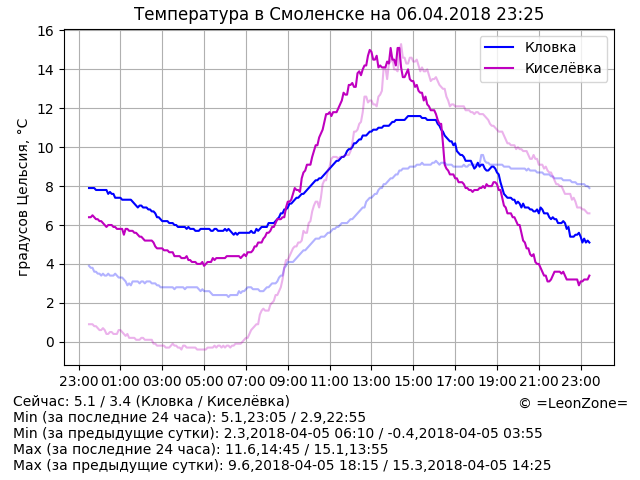 Температура в Смоленске на 06.04.2018 23:25
градусов Цельсия, °C
16
14
12
10
8
6
4
2
0
Кловка
Киселёвка
23:00 01:00 03:00 05:00 07:00 09:00 11:00 13:00 15:00 17:00 19:00 21:00 23:00
Сейчас: 5.1 / 3.4 (Кловка / Киселёвка)
© =LeonZone=
Min (за последние 24 часа): 5.1,23:05 / 2.9,22:55
Min (за предыдущие сутки): 2.3,2018-04-05 06:10 / -0.4,2018-04-05 03:55
Max (за последние 24 часа): 11.6,14:45 / 15.1,13:55
Max (за предыдущие сутки): 9.6,2018-04-05 18:15 / 15.3,2018-04-05 14:25